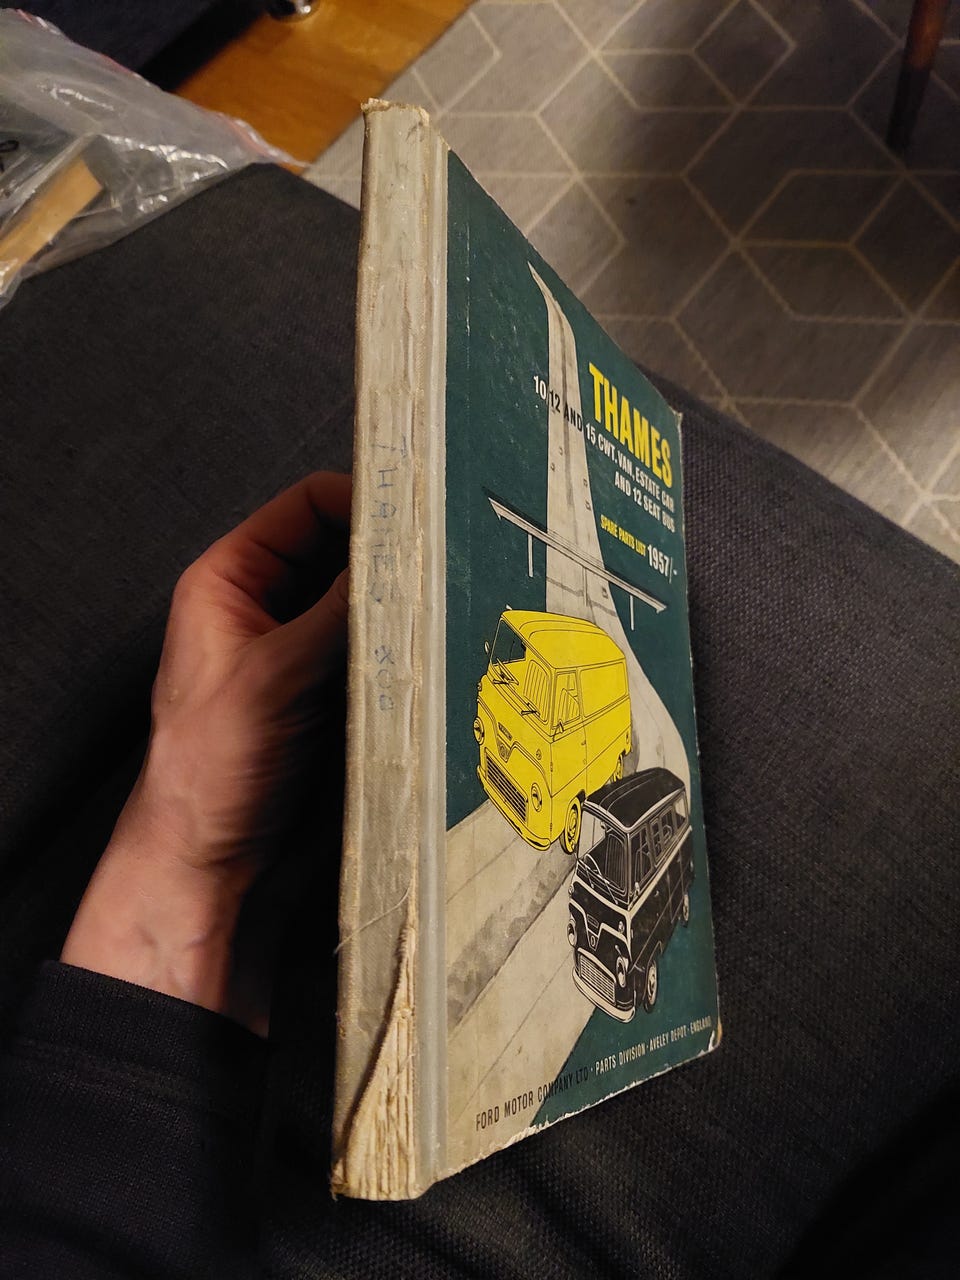 THAMES 800
THAMES
10,12 AND 15 CWT, VAN, ESTATE CAR
AND 12 SEAT BUS
SPARE PARTS LIST 1957/-
FORD MOTOR COMPANY LTD · PARTS DIVISION · AVELEY DEPOT · ENGLAND